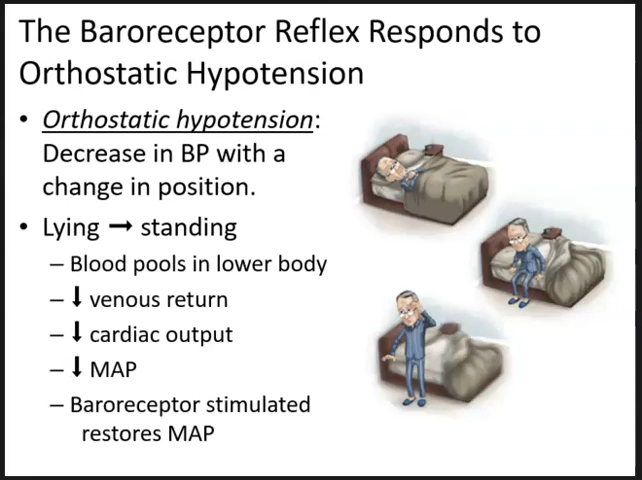 The Baroreceptor Reflex Responds to
Orthostatic Hypotension
• Orthostatic hypotension:
Decrease in BP with a
change in position.
• Lying → standing
– Blood pools in lower body
– ↓ venous return
– ↓ cardiac output
– ↓ MAP
– Baroreceptor stimulated
restores MAP